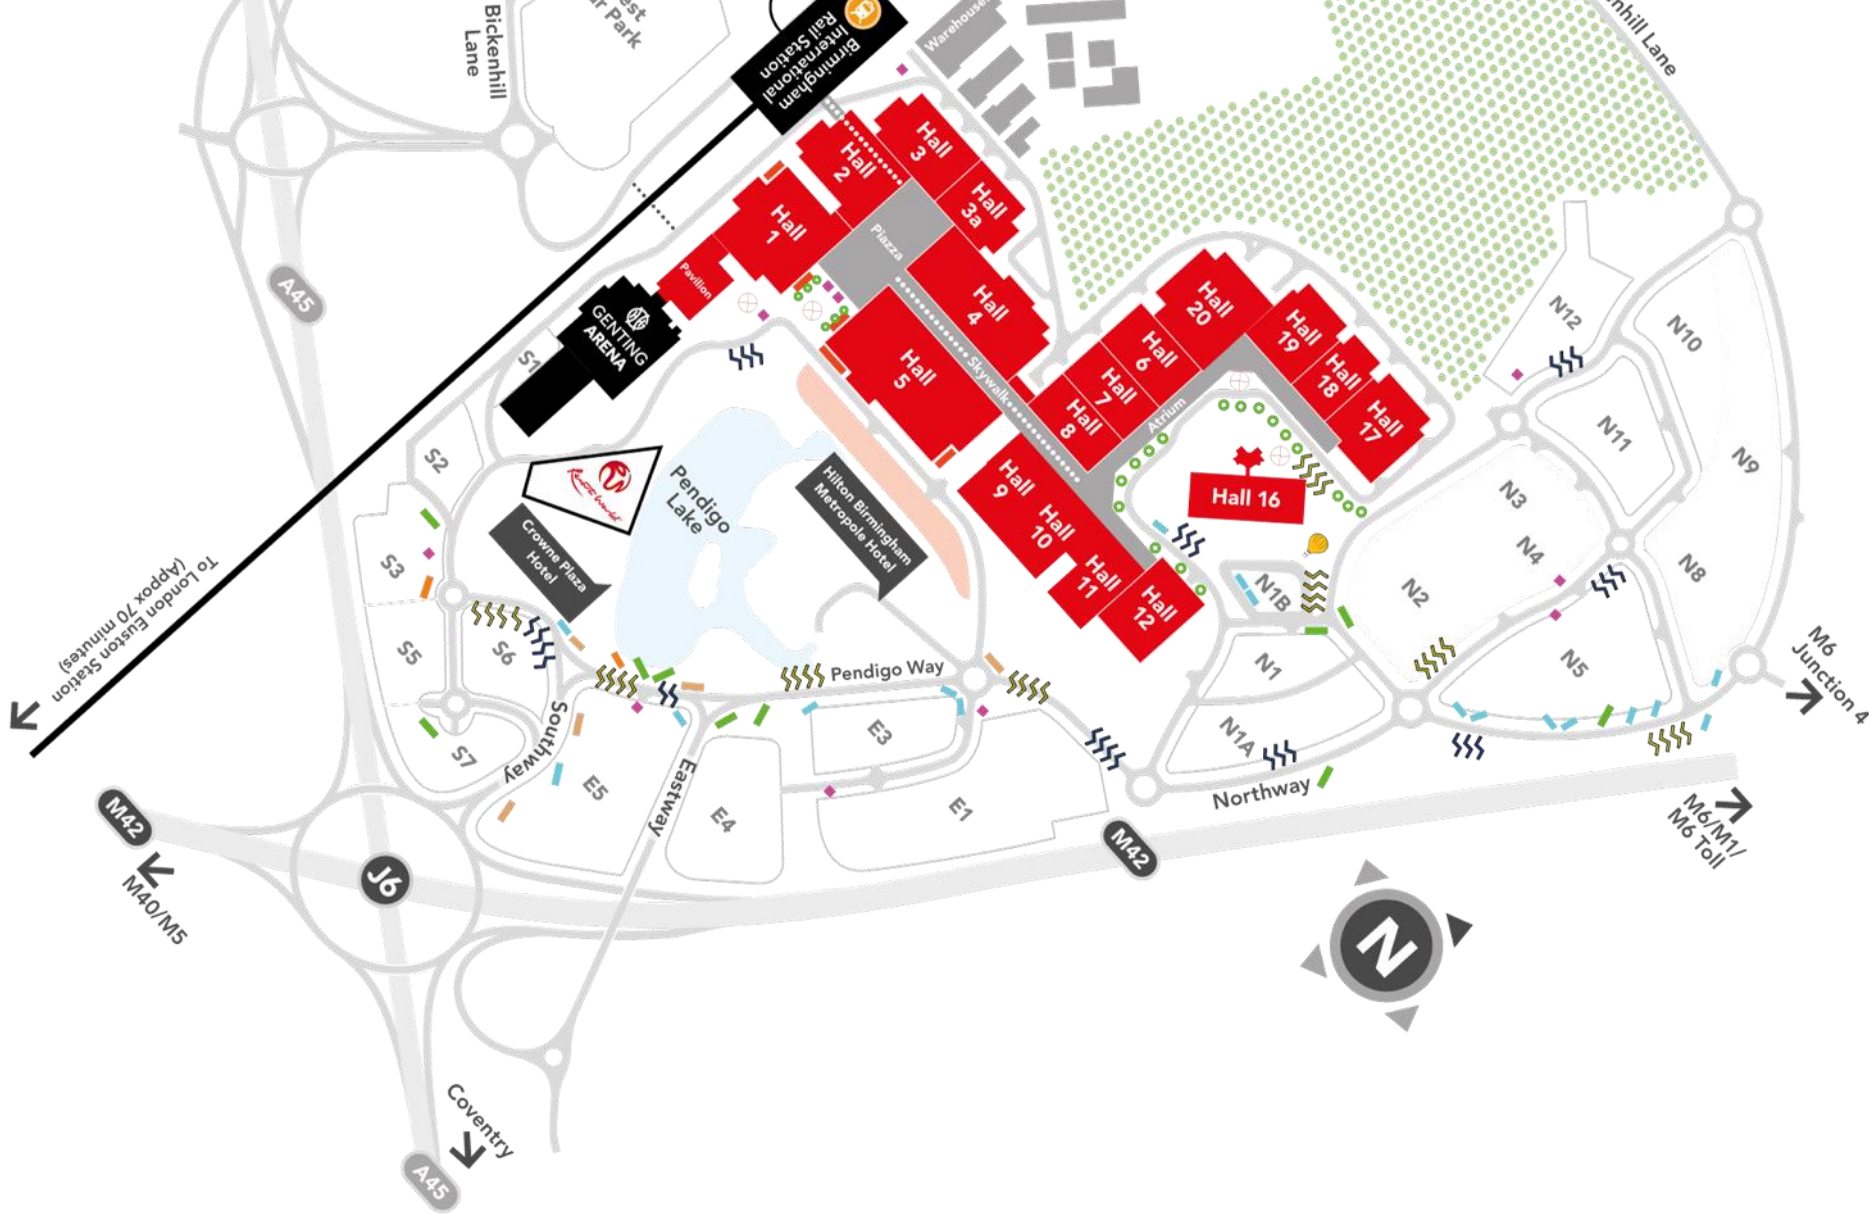 Bickenhill
Lane
Car Park
Birmingham
International
Rail Station
Warehouse
Hall
3
Hall
2
Hall
3a
Hall
1
Piazza
Pavilion
GENTING
ARENA
S1
Hall
4
Hall
5
Skywalk
Hall
20
Hall
19
Hall
18
Hall
17
Hall
6
Hall
7
Hall
8
Atrium
Hall 16
Hall
9
Hall
10
Hall
11
Hall
12
A45
S2
S3
S5
S6
S7
Resorts World
Pendigo
Lake
Crowne Plaza
Hotel
Hilton Birmingham
Metropole Hotel
N12
N10
N11
N9
N3
N4
N2
N8
N5
N1B
N1
N1A
To London Euston Station
(Appox 70 minutes)
Pendigo Way
Southway
Eastway
E3
E5
E4
E1
Northway
M6
Junction 4
M6/M1/
M6 Toll
M42
M42
J6
M40/M5
N
Coventry
A45